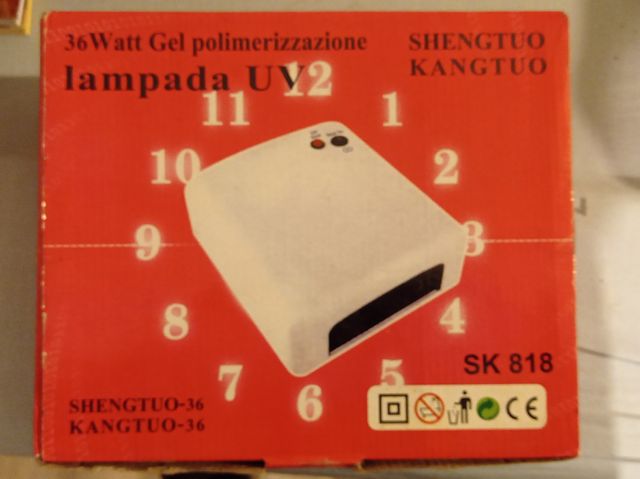 36Watt Gel polimerizzazione
lampada UV
SHENGTUO
KANGTUO
12
11
1
10
2
9
3
8
4
7
5
6
SK 818
SHENGTUO-36
KANGTUO-36
CE